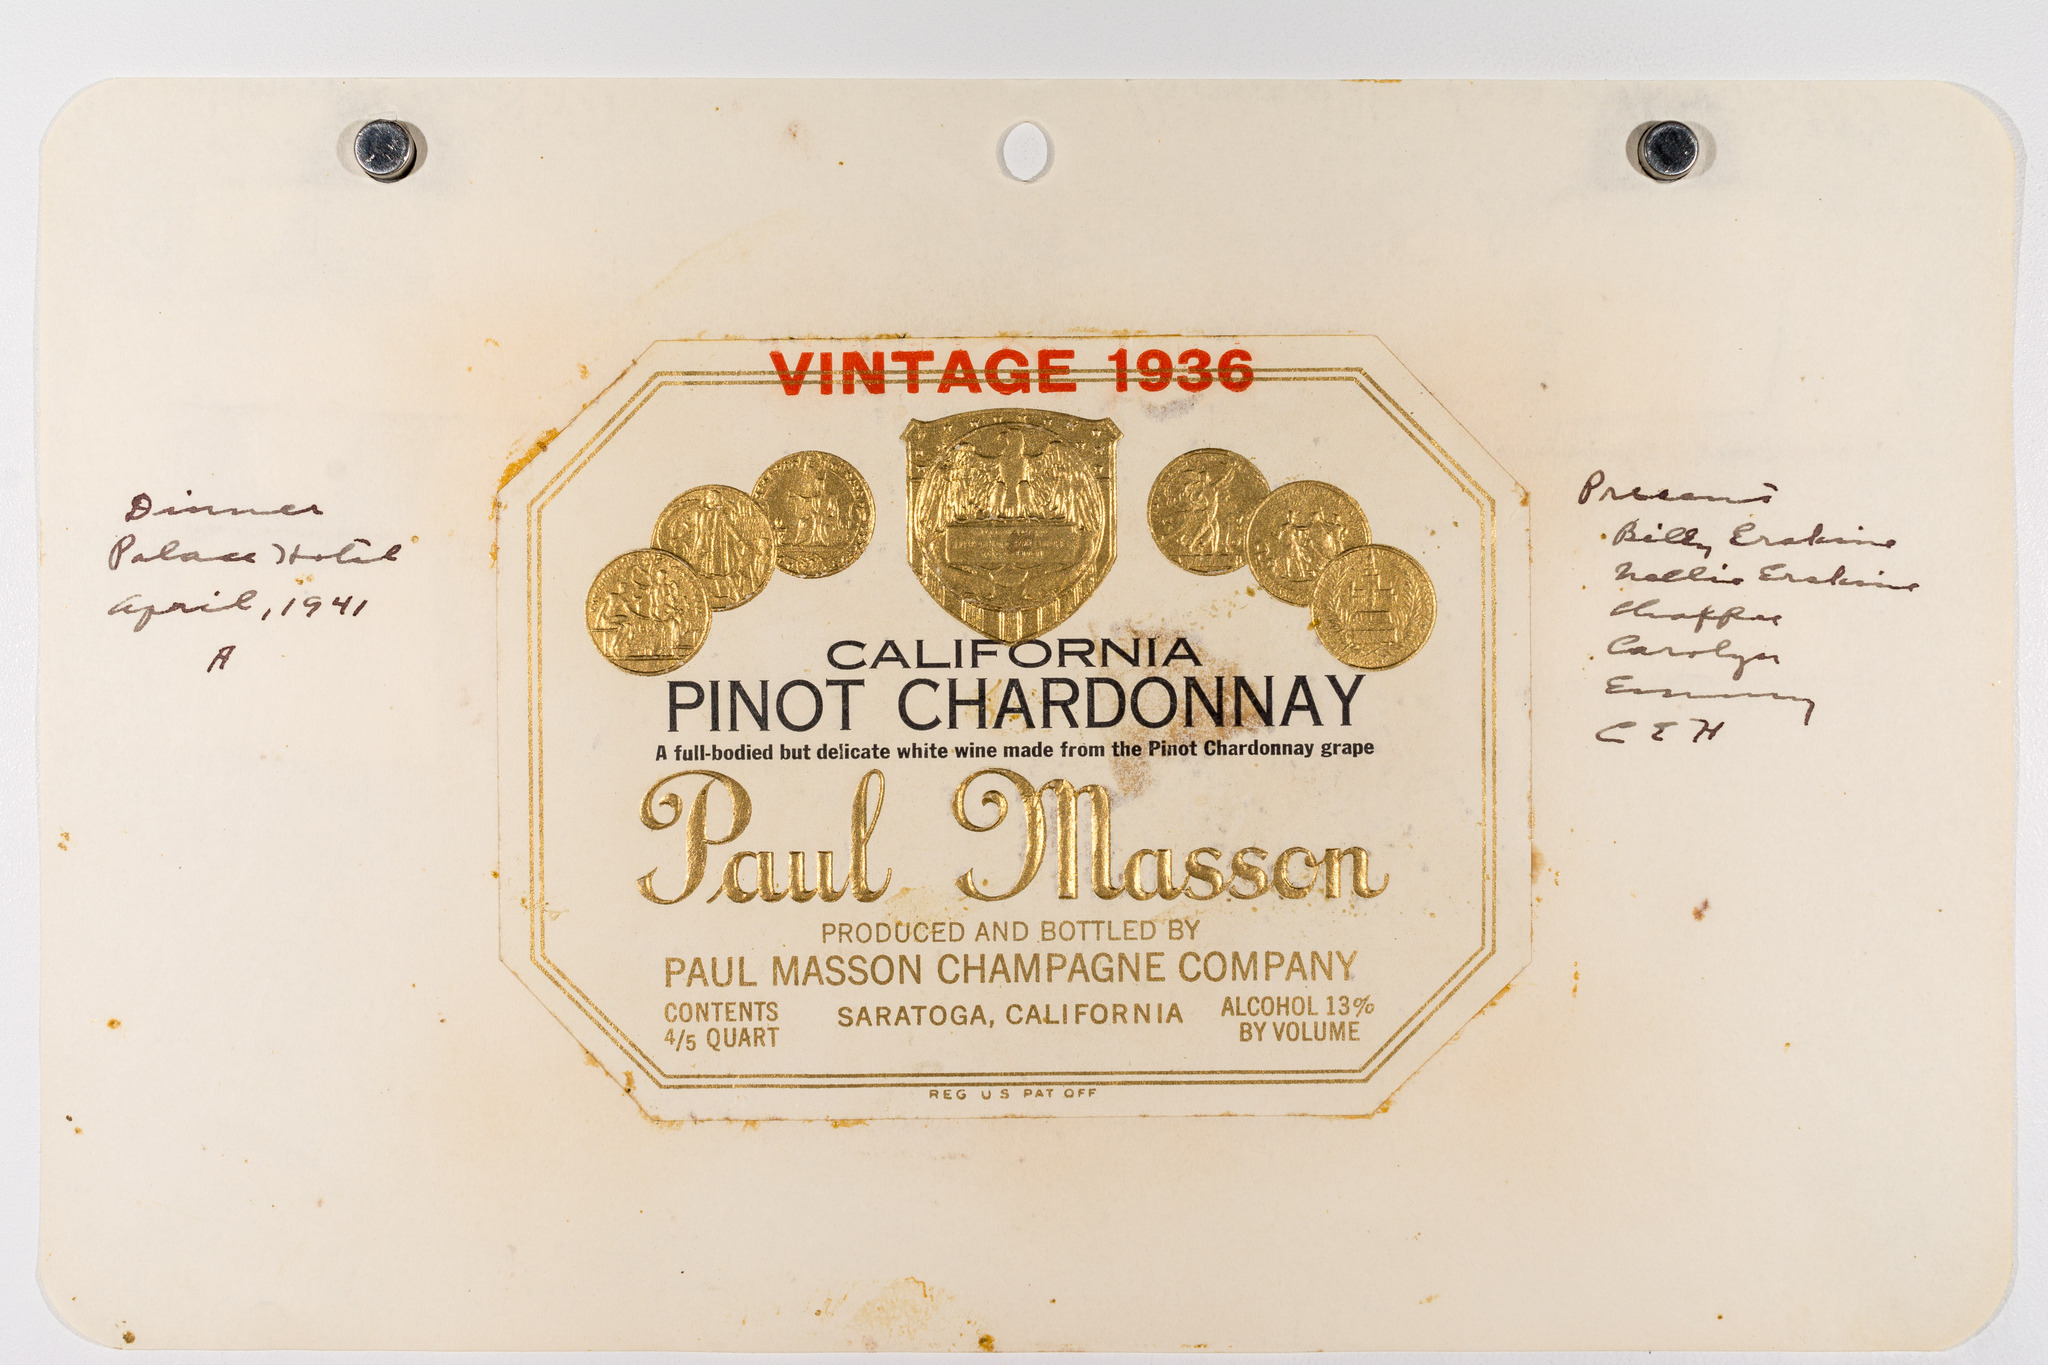 Dinner
Palace Hotel
April, 1941
A
VINTAGE 1936
CALIFORNIA
PINOT CHARDONNAY
A full-bodied but delicate white wine made from the Pinot Chardonnay grape
Paul Masson
PRODUCED AND BOTTLED BY
PAUL MASSON CHAMPAGNE COMPANY
CONTENTS
4/5 QUART
SARATOGA, CALIFORNIA
ALCOHOL 13%
BY VOLUME
REG US PAT OFF
Present
Billy Erskine
Nellie Erskine
Carolyn
Emmy
C E H